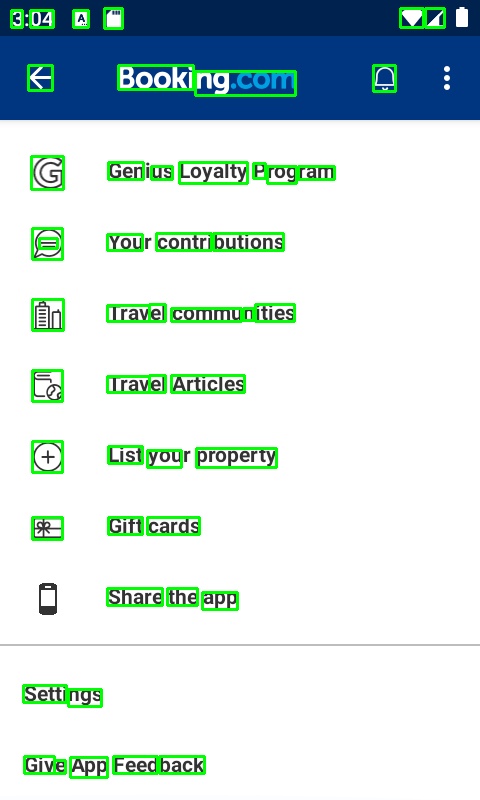 3:04
Booking.com
Genius Loyalty Program
Your contributions
Travel communities
Travel Articles
List your property
Gift cards
Share the app
Settings
Give App Feedback